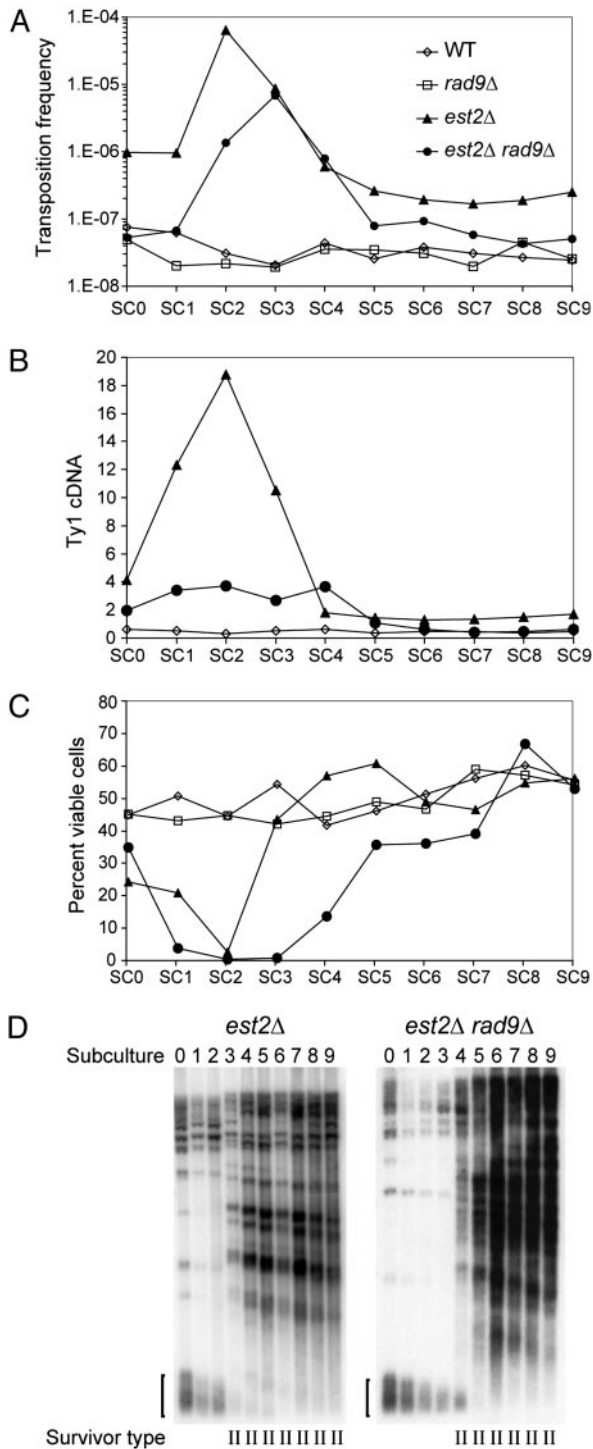 A
Transposition frequency
1.E-04
1.E-05
1.E-06
1.E-07
1.E-08
WT
rad9Δ
est2Δ
est2Δ rad9Δ
SC0 SC1 SC2 SC3 SC4 SC5 SC6 SC7 SC8 SC9
B
Ty1 cDNA
20
18
16
14
12
10
8
6
4
2
0
SC0 SC1 SC2 SC3 SC4 SC5 SC6 SC7 SC8 SC9
C
Percent viable cells
80
70
60
50
40
30
20
10
0
SC0 SC1 SC2 SC3 SC4 SC5 SC6 SC7 SC8 SC9
D
est2Δ est2Δ rad9Δ
Subculture 0 1 2 3 4 5 6 7 8 9 0 1 2 3 4 5 6 7 8 9
Survivor type II II II II II II II II II II II II II